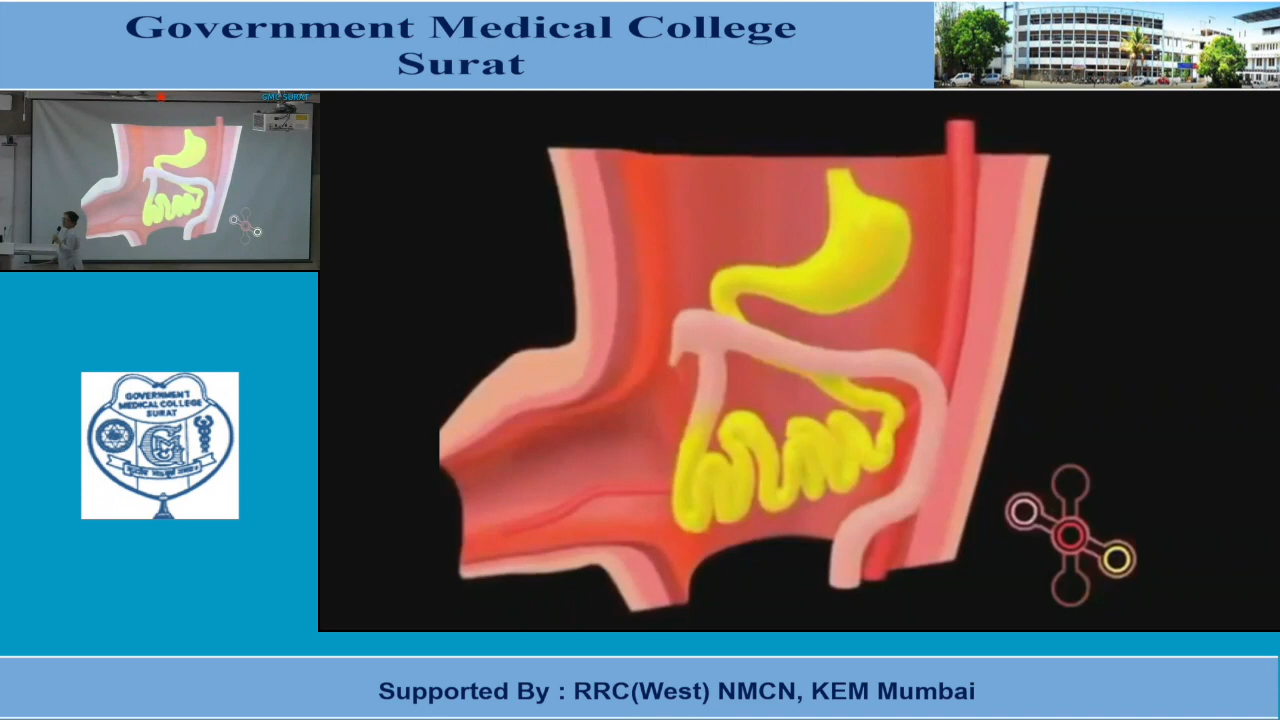 Government Medical College
Surat
GMC SURAT
GOVERNMENT
MEDICAL COLLEGE
SURAT
Supported By : RRC(West) NMCN, KEM Mumbai